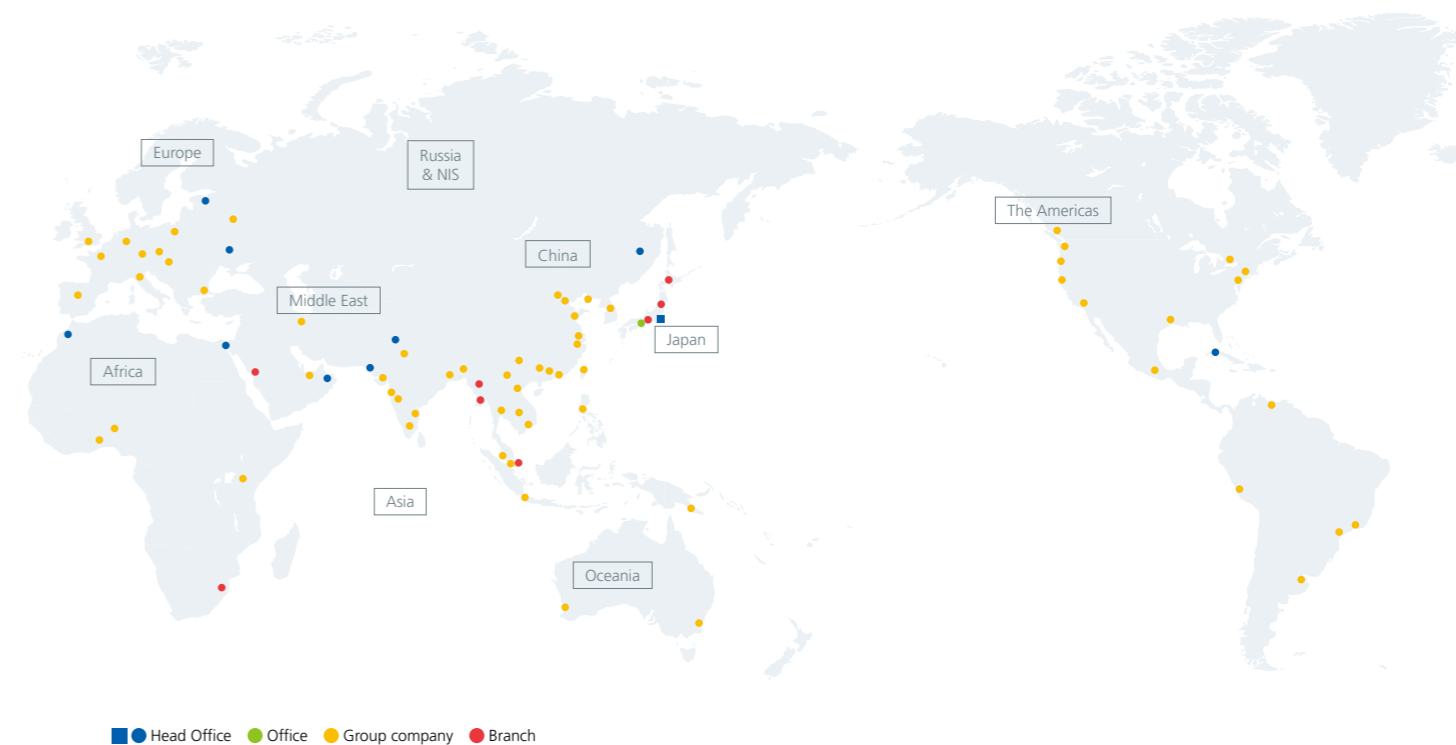 Europe
Russia
& NIS
The Americas
China
Middle East
Japan
Africa
Asia
Oceania
Head Office
Office
Group company
Branch